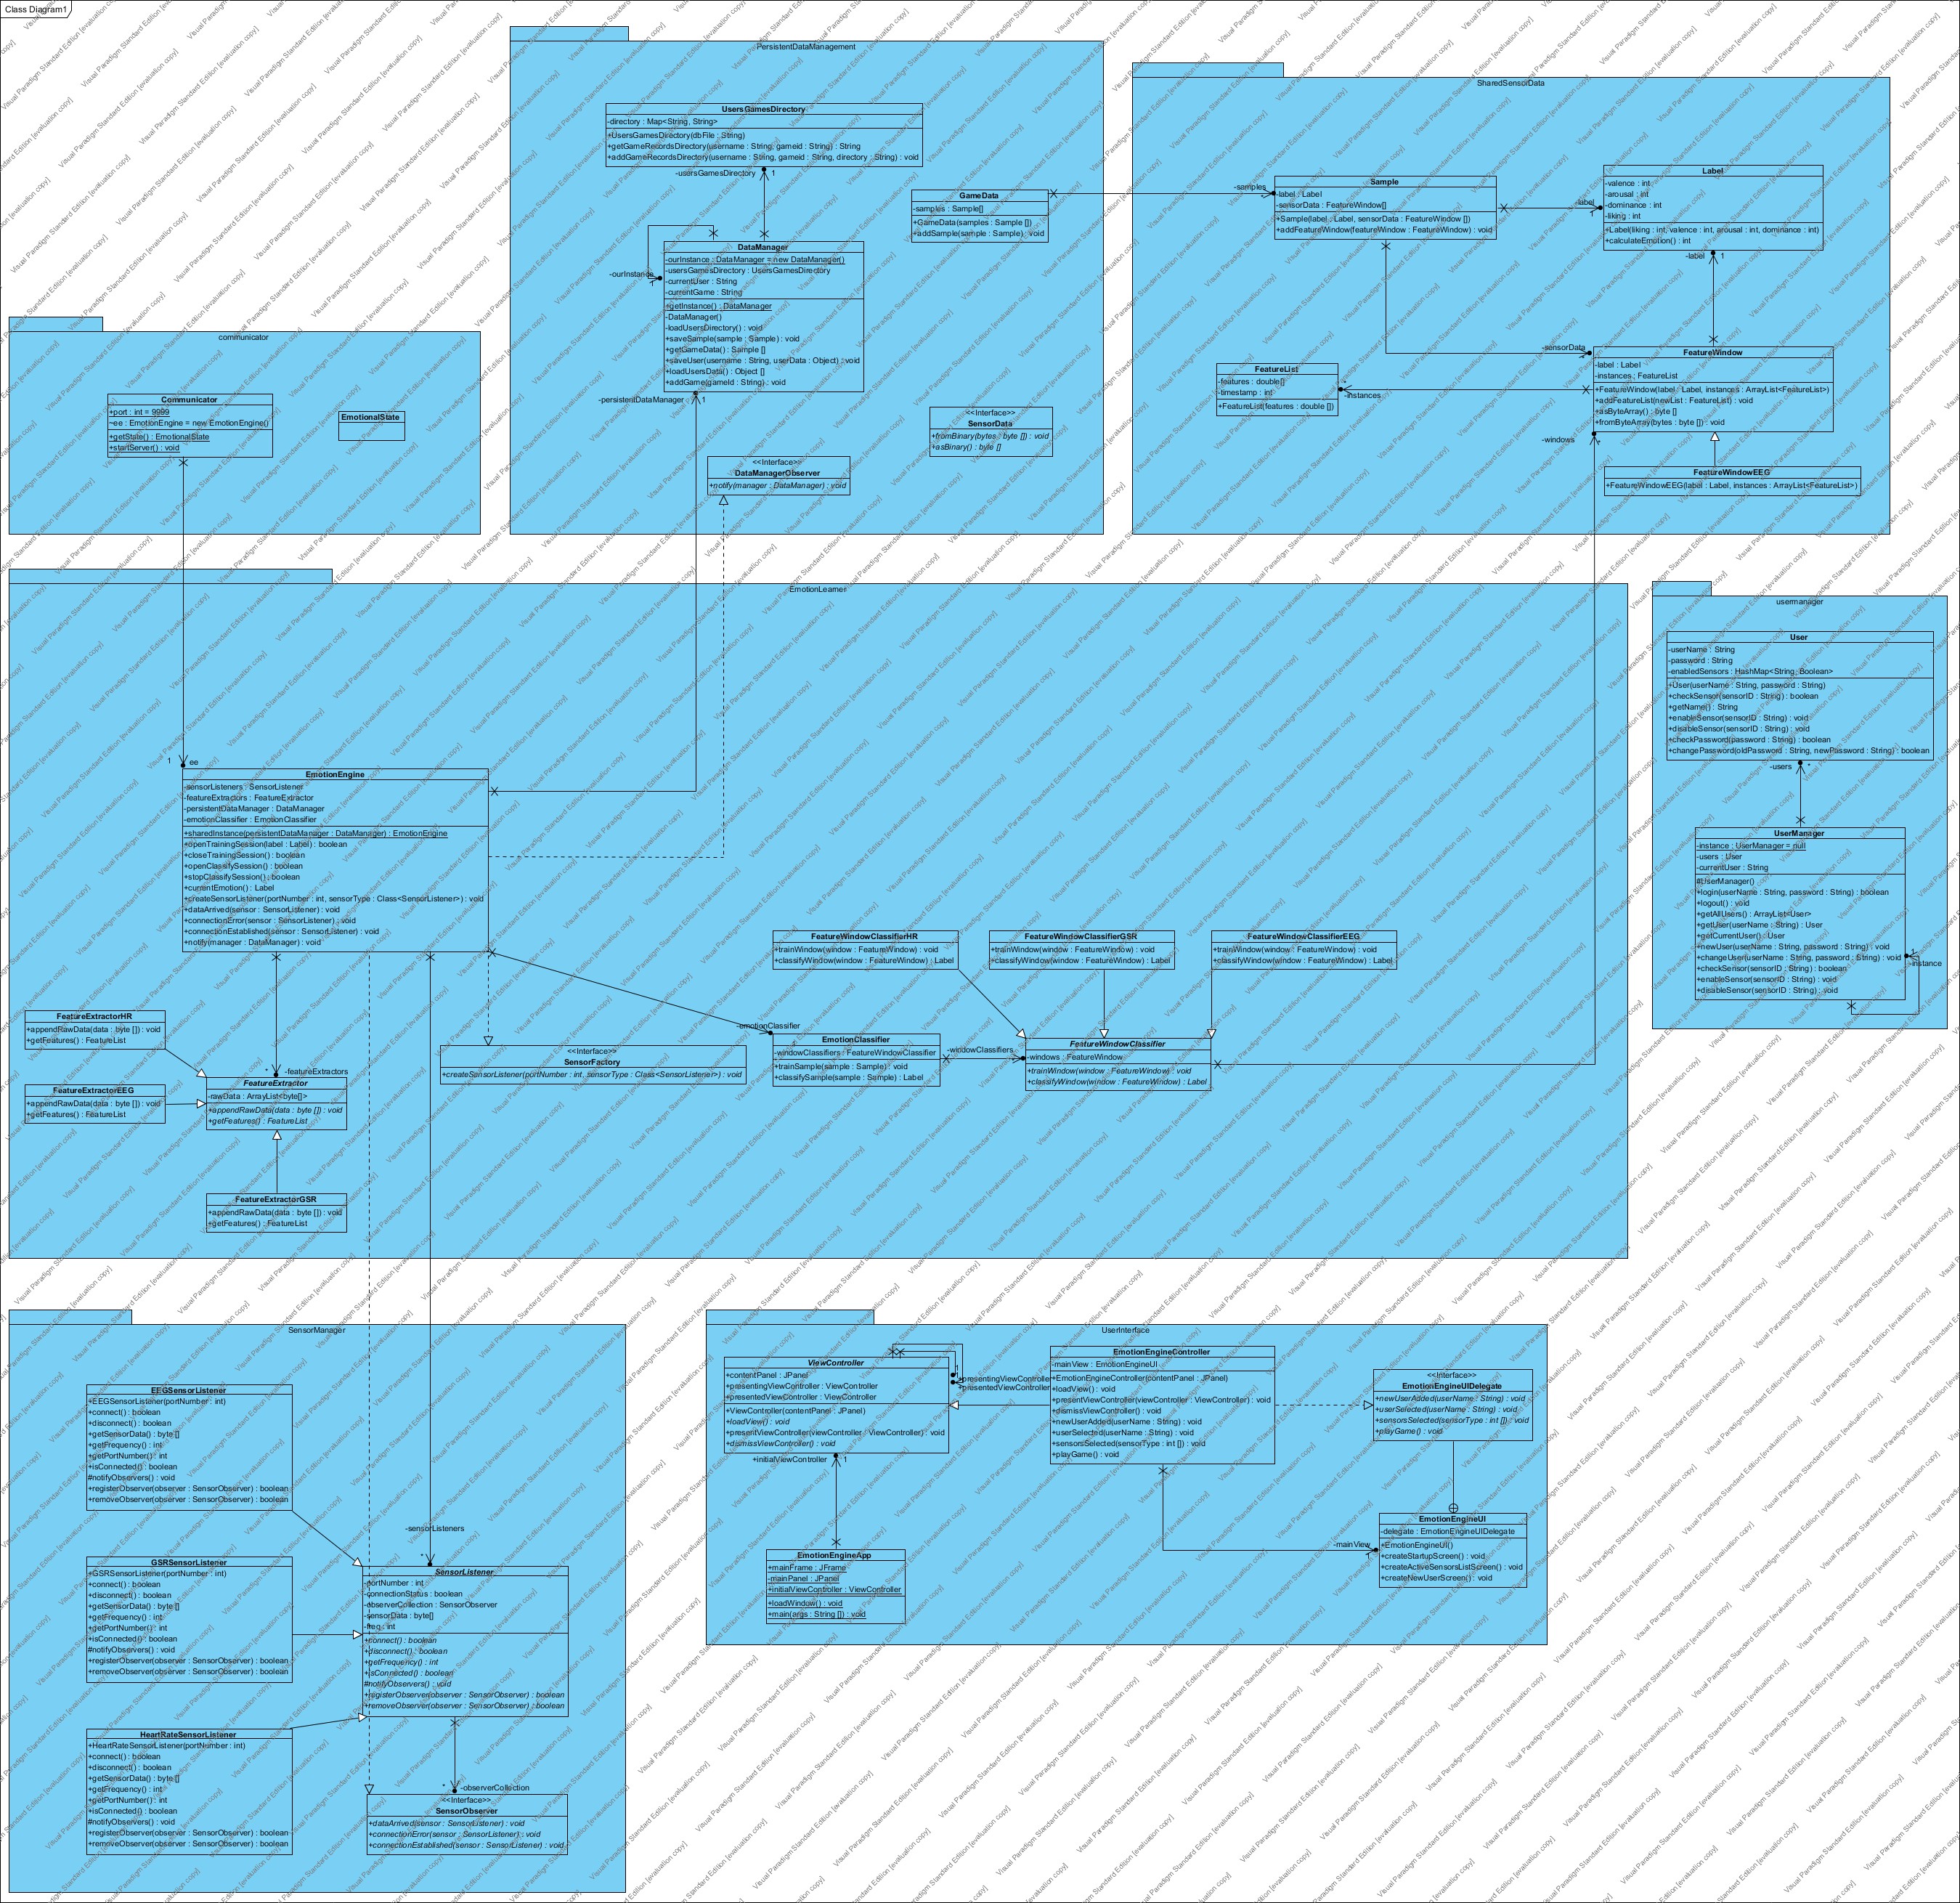 Class Diagram1
PersistentDataManagement
UsersGamesDirectory
-directory : Map<String, String>
+UsersGamesDirectory(dbFile : String)
+getGameRecordsDirectory(username : String, gameid : String) : String
+addGameRecordsDirectory(username : String, gameid : String, directory : String) : void
-usersGamesDirectory
1
GameData
-samples : Sample[]
+GameData(samples : Sample [])
+addSample(sample : Sample) : void
DataManager
-ourInstance : DataManager = new DataManager()
-usersGamesDirectory : UsersGamesDirectory
-currentUser : String
-currentGame : String
+getInstance() : DataManager
-DataManager()
-loadUsersDirectory() : void
+saveSample(sample : Sample) : void
+getGameData() : Sample []
+saveUser(username : String, userData : Object) : void
+loadUsersData() : Object []
+addGame(gameId : String) : void
-ourInstance
1
-persistentDataManager
1
<<Interface>>
SensorData
+fromBinary(bytes : byte []) : void
+asBinary() : byte []
<<Interface>>
DataManagerObserver
+notify(manager : DataManager) : void
SharedSensorData
-samples
*
Sample
-label : Label
-sensorData : FeatureWindow[]
+Sample(label : Label, sensorData : FeatureWindow [])
+addFeatureWindow(featureWindow : FeatureWindow) : void
-label
1
Label
-valence : int
-arousal : int
-dominance : int
-liking : int
+Label(liking : int, valence : int, arousal : int, dominance : int)
+calculateEmotion() : int
-label
1
-sensorData
*
FeatureList
-features : double[]
-timestamp : int
+FeatureList(features : double [])
*
-instances
FeatureWindow
-label : Label
-instances : FeatureList
+FeatureWindow(label : Label, instances : ArrayList<FeatureList>)
+addFeatureList(newList : FeatureList) : void
+asByteArray() : byte []
+fromByteArray(bytes : byte []) : void
-windows
*
FeatureWindowEEG
+FeatureWindowEEG(label : Label, instances : ArrayList<FeatureList>)
communicator
Communicator
+port : int = 9999
~ee : EmotionEngine = new EmotionEngine()
+getState() : EmotionalState
+startServer() : void
EmotionalState
EmotionLearner
1
ee
EmotionEngine
-sensorListeners : SensorListener
-featureExtractors : FeatureExtractor
-persistentDataManager : DataManager
-emotionClassifier : EmotionClassifier
+sharedInstance(persistentDataManager : DataManager) : EmotionEngine
+openTrainingSession(label : Label) : boolean
+closeTrainingSession() : boolean
+openClassifySession() : boolean
+stopClassifySession() : boolean
+currentEmotion() : Label
+createSensorListener(portNumber : int, sensorType : Class<SensorListener>) : void
+dataArrived(sensor : SensorListener) : void
+connectionError(sensor : SensorListener) : void
+connectionEstablished(sensor : SensorListener) : void
+notify(manager : DataManager) : void
FeatureWindowClassifierHR
+trainWindow(window : FeatureWindow) : void
+classifyWindow(window : FeatureWindow) : Label
FeatureWindowClassifierGSR
+trainWindow(window : FeatureWindow) : void
+classifyWindow(window : FeatureWindow) : Label
FeatureWindowClassifierEEG
+trainWindow(window : FeatureWindow) : void
+classifyWindow(window : FeatureWindow) : Label
FeatureExtractorHR
+appendRawData(data : byte []) : void
+getFeatures() : FeatureList
*
-featureExtractors
FeatureExtractorEEG
+appendRawData(data : byte []) : void
+getFeatures() : FeatureList
FeatureExtractor
-rawData : ArrayList<byte[]>
+appendRawData(data : byte []) : void
+getFeatures() : FeatureList
FeatureExtractorGSR
+appendRawData(data : byte []) : void
+getFeatures() : FeatureList
<<Interface>>
SensorFactory
+createSensorListener(portNumber : int, sensorType : Class<SensorListener>) : void
-emotionClassifier
EmotionClassifier
-windowClassifiers : FeatureWindowClassifier
+trainSample(sample : Sample) : void
+classifySample(sample : Sample) : Label
-windowClassifiers
*
FeatureWindowClassifier
-windows : FeatureWindow
+trainWindow(window : FeatureWindow) : void
+classifyWindow(window : FeatureWindow) : Label
usermanager
User
-userName : String
-password : String
-enabledSensors : HashMap<String, Boolean>
+User(userName : String, password : String)
+checkSensor(sensorID : String) : boolean
+getName() : String
+enableSensor(sensorID : String) : void
+disableSensor(sensorID : String) : void
+checkPassword(password : String) : boolean
+changePassword(oldPassword : String, newPassword : String) : boolean
-users
*
UserManager
-instance : UserManager = null
-users : User
-currentUser : String
#UserManager()
+login(userName : String, password : String) : boolean
+logout() : void
+getAllUsers() : ArrayList<User>
+getUser(userName : String) : User
+getCurrentUser() : User
+newUser(userName : String, password : String) : void
+changeUser(userName : String, password : String) : void
+checkSensor(sensorID : String) : boolean
+enableSensor(sensorID : String) : void
+disableSensor(sensorID : String) : void
1
-instance
SensorManager
EEGSensorListener
+EEGSensorListener(portNumber : int)
+connect() : boolean
+disconnect() : boolean
+getSensorData() : byte []
+getFrequency() : int
+getPortNumber() : int
+isConnected() : boolean
#notifyObservers() : void
+registerObserver(observer : SensorObserver) : boolean
+removeObserver(observer : SensorObserver) : boolean
-sensorListeners
*
GSRSensorListener
+GSRSensorListener(portNumber : int)
+connect() : boolean
+disconnect() : boolean
+getSensorData() : byte []
+getFrequency() : int
+getPortNumber() : int
+isConnected() : boolean
#notifyObservers() : void
+registerObserver(observer : SensorObserver) : boolean
+removeObserver(observer : SensorObserver) : boolean
SensorListener
-portNumber : int
-connectionStatus : boolean
-observerCollection : SensorObserver
-sensorData : byte[]
-freq : int
+connect() : boolean
+disconnect() : boolean
+getFrequency() : int
+isConnected() : boolean
#notifyObservers() : void
+registerObserver(observer : SensorObserver) : boolean
+removeObserver(observer : SensorObserver) : boolean
HeartRateSensorListener
+HeartRateSensorListener(portNumber : int)
+connect() : boolean
+disconnect() : boolean
+getSensorData() : byte []
+getFrequency() : int
+getPortNumber() : int
+isConnected() : boolean
#notifyObservers() : void
+registerObserver(observer : SensorObserver) : boolean
+removeObserver(observer : SensorObserver) : boolean
*
-observerCollection
<<Interface>>
SensorObserver
+dataArrived(sensor : SensorListener) : void
+connectionError(sensor : SensorListener) : void
+connectionEstablished(sensor : SensorListener) : void
UserInterface
ViewController
+contentPanel : JPanel
+presentingViewController : ViewController
+presentedViewController : ViewController
+ViewController(contentPanel : JPanel)
+loadView() : void
+presentViewController(viewController : ViewController) : void
+dismissViewController() : void
1
+presentingViewController
+presentedViewController
+initialViewController
1
EmotionEngineController
-mainView : EmotionEngineUI
+EmotionEngineController(contentPanel : JPanel)
+loadView() : void
+presentViewController(viewController : ViewController) : void
+dismissViewController() : void
+newUserAdded(userName : String) : void
+userSelected(userName : String) : void
+sensorsSelected(sensorType : int []) : void
+playGame() : void
<<Interface>>
EmotionEngineUIDelegate
+newUserAdded(userName : String) : void
+userSelected(userName : String) : void
+sensorsSelected(sensorType : int []) : void
+playGame() : void
EmotionEngineApp
+mainFrame : JFrame
-mainPanel : JPanel
+initialViewController : ViewController
+loadWindow() : void
+main(args : String []) : void
-mainView
1
EmotionEngineUI
-delegate : EmotionEngineUIDelegate
+EmotionEngineUI()
+createStartupScreen() : void
+createActiveSensorsListScreen() : void
+createNewUserScreen() : void
Visual Paradigm Standard Edition [evaluation copy]